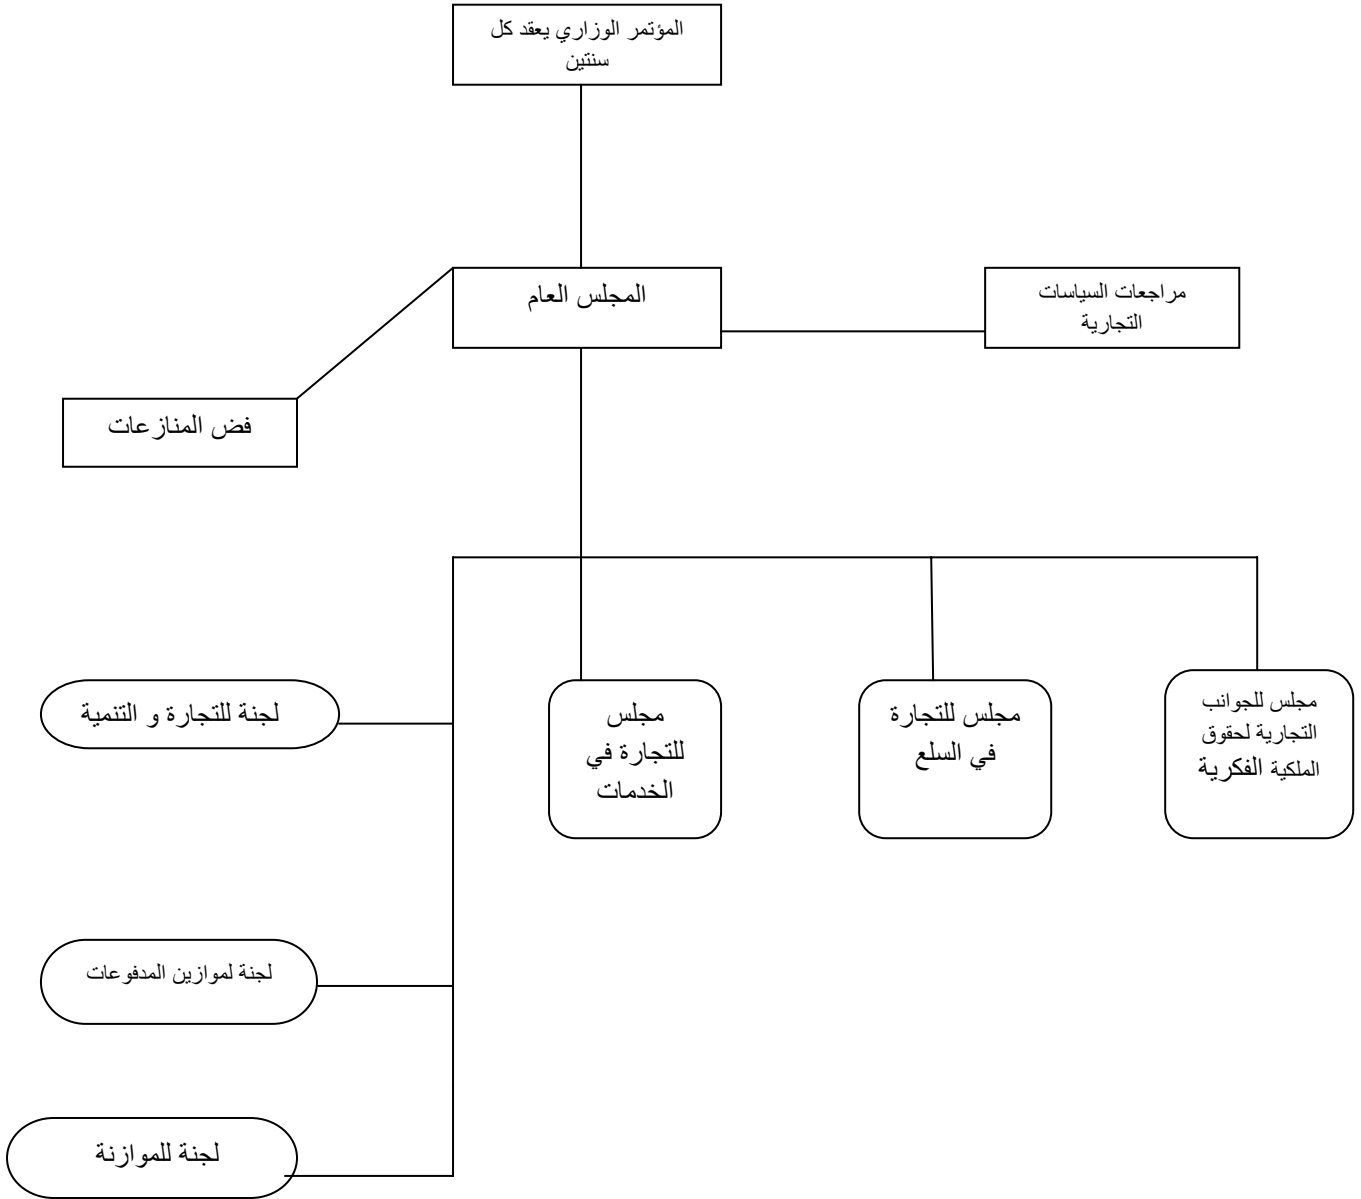 المؤتمر الوزاري يعقد كل
سنتين
المجلس العام
مراجعات السياسات
التجارية
فض المنازعات
مجلس للجوانب
التجارية لحقوق
الملكية الفكرية
مجلس للتجارة
في السلع
مجلس
للتجارة في
الخدمات
لجنة للتجارة و التنمية
لجنة لموازين المدفوعات
لجنة للموازنة